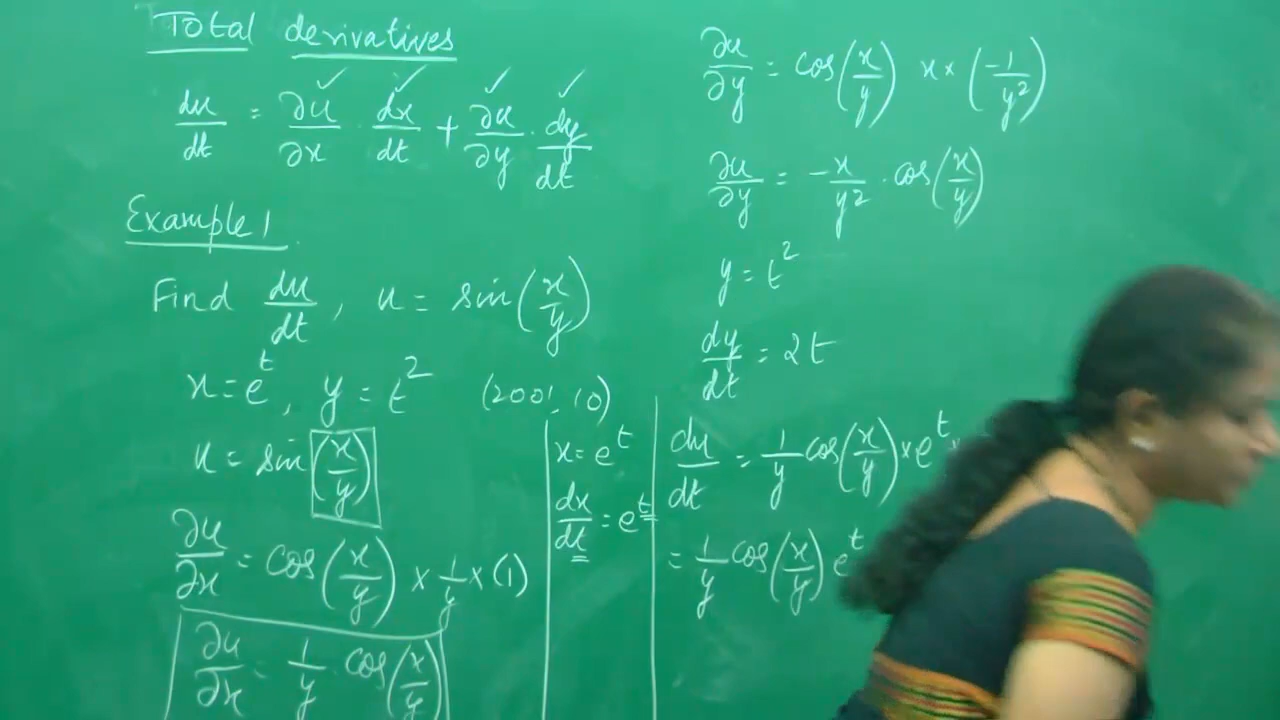 Total derivatives
du/dt = ∂u/∂x · dx/dt + ∂u/∂y · dy/dt
Example 1
Find du/dt , u = sin(x/y)
x = e^t , y = t^2
u = sin (x/y)
∂u/∂x = cos(x/y) × 1/y × (1)
∂u/∂x = 1/y · cos(x/y)
x = e^t
dx/dt = e^t
∂u/∂y = cos(x/y) x × (-1/y^2)
∂u/∂y = -x/y^2 · cos(x/y)
y = t^2
dy/dt = 2t
du/dt = 1/y cos(x/y) × e^t
= 1/y cos(x/y) e^t